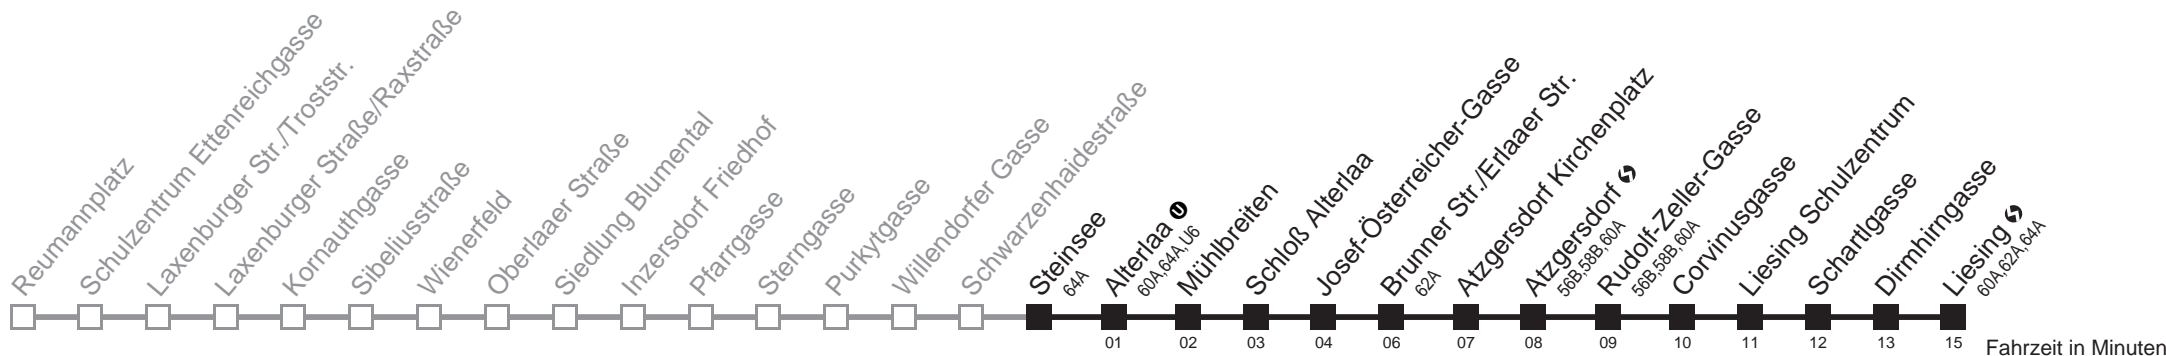 Reumannplatz
Schulzentrum Ettenreichgasse
Laxenburger Str./Troststr.
Laxenburger Straße/Raxstraße
Kornauthgasse
Sibeliusstraße
Wienerfeld
Oberlaaer Straße
Siedlung Blumental
Inzersdorf Friedhof
Pfarrgasse
Sterngasse
Purkytgasse
Willendorfer Gasse
Schwarzenhaidestraße
Steinsee
64A
Alterlaa U
60A,64A,U6
Mühlbreiten
Schloß Alterlaa
Josef-Österreicher-Gasse
Brunner Str./Erlaaer Str.
62A
Atzgersdorf Kirchenplatz
Atzgersdorf
56B,58B,60A
Rudolf-Zeller-Gasse
56B,58B,60A
Corvinusgasse
Liesing Schulzentrum
Schartlgasse
Dirmhirngasse
Liesing
60A,62A,64A
01 02 03 04 06 07 08 09 10 11 12 13 15
Fahrzeit in Minuten